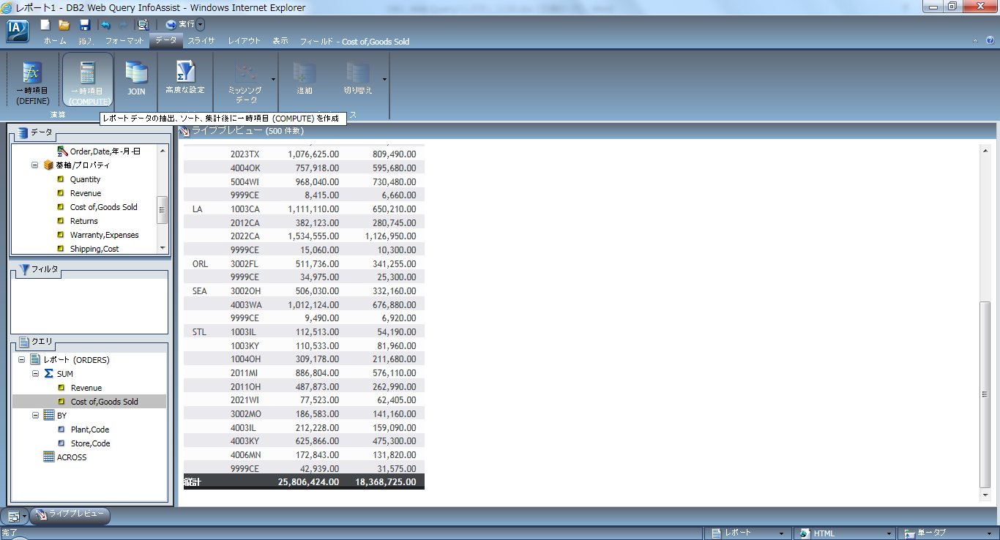 レポート1 - DB2 Web Query InfoAssist - Windows Internet Explorer
IA
実行
ホーム 挿入 フォーマット データ スライサ レイアウト 表示 フィールド - Cost of,Goods Sold
一時項目 (DEFINE)
一時項目 (COMPUTE)
JOIN
高度な設定
ミッシング データ
追加
切り替え
演算
レポートデータの抽出、ソート、集計後に一時項目 (COMPUTE) を作成
ス
データ
Order,Date,年-月-日
基軸/プロパティ
Quantity
Revenue
Cost of,Goods Sold
Returns
Warranty,Expenses
Shipping,Cost
フィルタ
クエリ
レポート (ORDERS)
SUM
Revenue
Cost of,Goods Sold
BY
Plant,Code
Store,Code
ACROSS
ライブプレビュー (500 件数)
2023TX 1,076,625.00 809,490.00
4004OK 757,918.00 595,680.00
5004WI 968,040.00 730,480.00
9999CE 8,415.00 6,660.00
LA 1003CA 1,111,110.00 650,210.00
2012CA 382,123.00 280,745.00
2022CA 1,534,555.00 1,126,950.00
9999CE 15,060.00 10,300.00
ORL 3002FL 511,736.00 341,255.00
9999CE 34,975.00 25,300.00
SEA 3002OH 506,030.00 332,160.00
4003WA 1,012,124.00 676,880.00
9999CE 9,490.00 6,920.00
STL 1003IL 112,513.00 54,190.00
1003KY 110,533.00 81,960.00
1004OH 309,178.00 211,680.00
2011MI 886,804.00 576,110.00
2011OH 487,873.00 262,990.00
2021WI 77,523.00 62,405.00
3002MO 186,583.00 141,160.00
4003IL 212,228.00 159,090.00
4003KY 625,866.00 475,300.00
4006MN 172,843.00 131,820.00
9999CE 42,939.00 31,575.00
総計 25,806,424.00 18,368,725.00
ライブプレビュー
完了
レポート
HTML
単一タブ